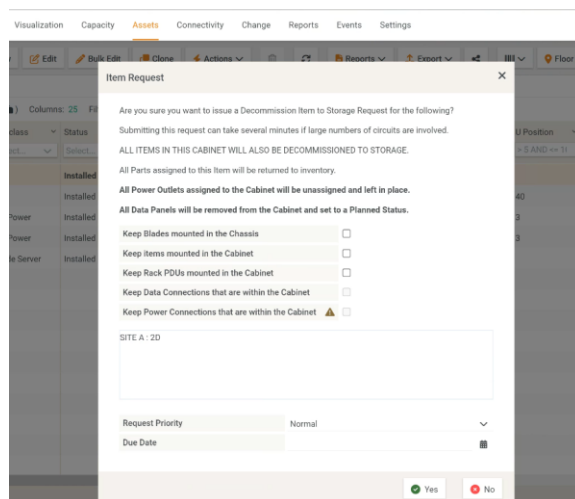 Visualization Capacity Assets Connectivity Change Reports Events Settings
Edit Bulk Edit Clone Actions Reports Export Floor
Item Request
Columns: 25
class Status U Position
Select... > 5 AND <= 1
Are you sure you want to issue a Decommission Item to Storage Request for the following?
Submitting this request can take several minutes if large numbers of circuits are involved.
ALL ITEMS IN THIS CABINET WILL ALSO BE DECOMMISSIONED TO STORAGE.
All Parts assigned to this Item will be returned to inventory.
All Power Outlets assigned to the Cabinet will be unassigned and left in place.
All Data Panels will be removed from the Cabinet and set to a Planned Status.
Installed
Installed 40
Power Installed 3
Power Installed 3
le Server Installed
Keep Blades mounted in the Chassis
Keep items mounted in the Cabinet
Keep Rack PDUs mounted in the Cabinet
Keep Data Connections that are within the Cabinet
Keep Power Connections that are within the Cabinet
SITE A : 2D
Request Priority Normal
Due Date
Yes No